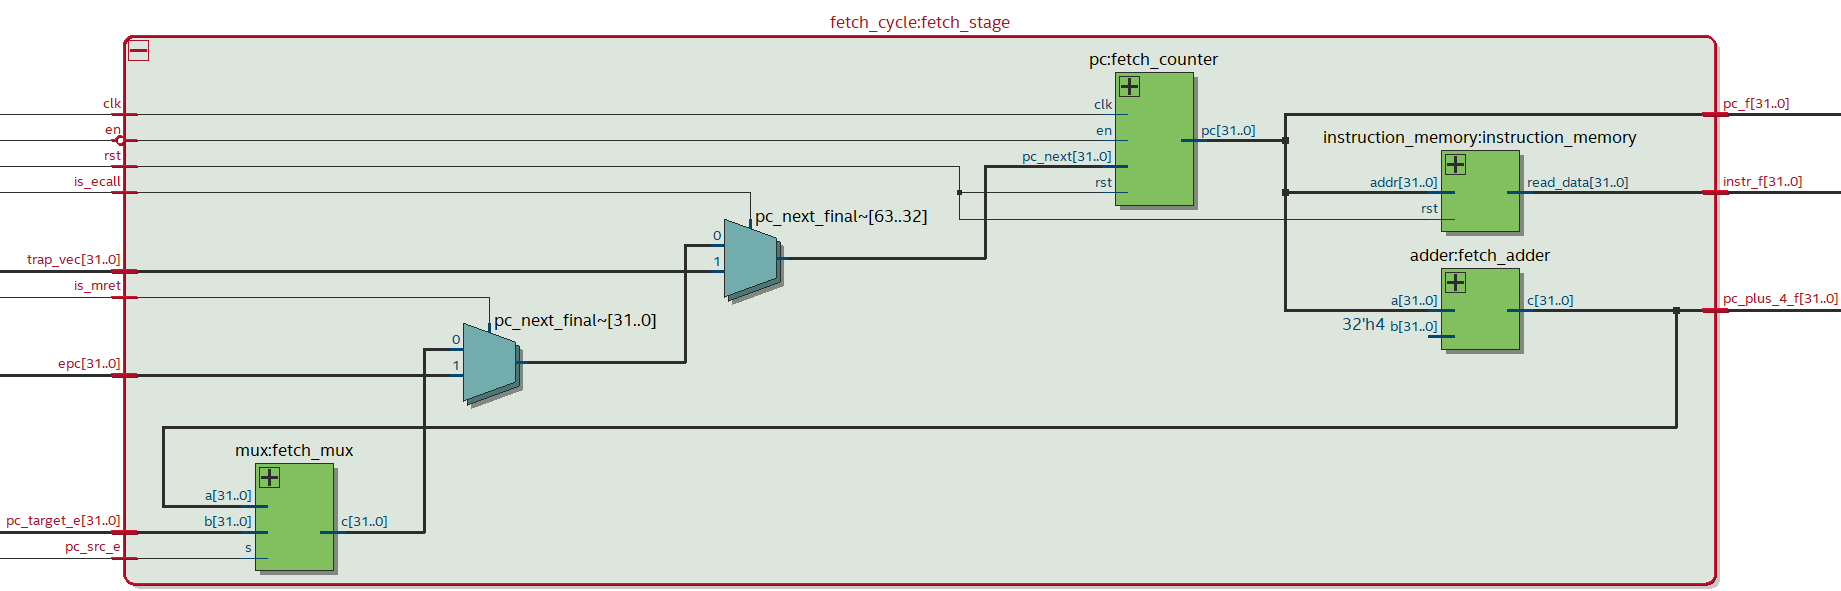 fetch_cycle:fetch_stage
pc:fetch_counter
clk
clk
pc_f[31..0]
en
en
pc[31..0]
instruction_memory:instruction_memory
rst
pc_next[31..0]
is_ecall
rst
addr[31..0]
read_data[31..0]
instr_f[31..0]
rst
pc_next_final~[63..32]
0
1
trap_vec[31..0]
adder:fetch_adder
is_mret
a[31..0]
c[31..0]
pc_plus_4_f[31..0]
32'h4 b[31..0]
pc_next_final~[31..0]
0
1
epc[31..0]
mux:fetch_mux
a[31..0]
pc_target_e[31..0]
b[31..0]
c[31..0]
pc_src_e
s